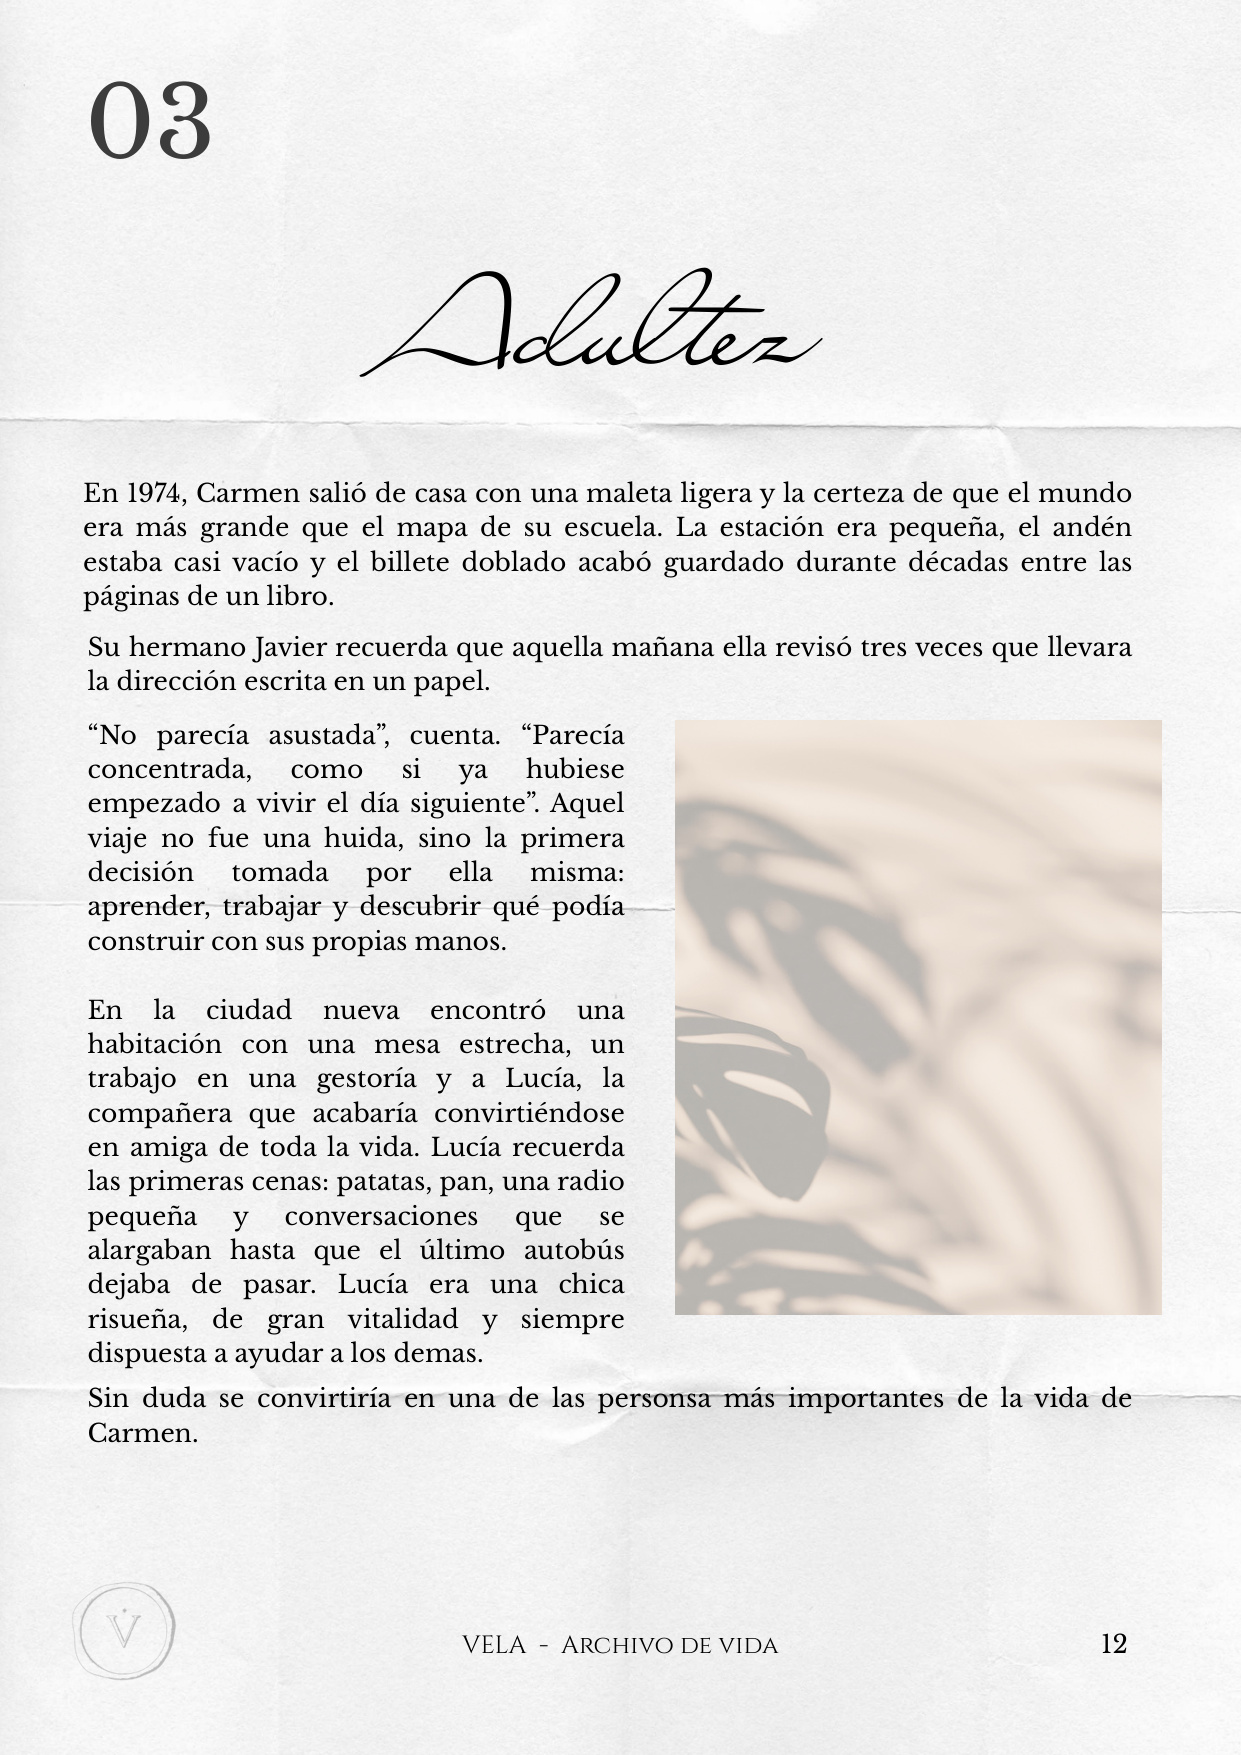 03
Adultez
En 1974, Carmen salió de casa con una maleta ligera y la certeza de que el mundo
era más grande que el mapa de su escuela. La estación era pequeña, el andén
estaba casi vacío y el billete doblado acabó guardado durante décadas entre las
páginas de un libro.
Su hermano Javier recuerda que aquella mañana ella revisó tres veces que llevara
la dirección escrita en un papel.
“No parecía asustada”, cuenta. “Parecía
concentrada, como si ya hubiese
empezado a vivir el día siguiente”. Aquel
viaje no fue una huida, sino la primera
decisión tomada por ella misma:
aprender, trabajar y descubrir qué podía
construir con sus propias manos.
En la ciudad nueva encontró una
habitación con una mesa estrecha, un
trabajo en una gestoría y a Lucía, la
compañera que acabaría convirtiéndose
en amiga de toda la vida. Lucía recuerda
las primeras cenas: patatas, pan, una radio
pequeña y conversaciones que se
alargaban hasta que el último autobús
dejaba de pasar. Lucía era una chica
risueña, de gran vitalidad y siempre
dispuesta a ayudar a los demas.
Sin duda se convirtiría en una de las personsa más importantes de la vida de
Carmen.
V
VELA - ARCHIVO DE VIDA
12